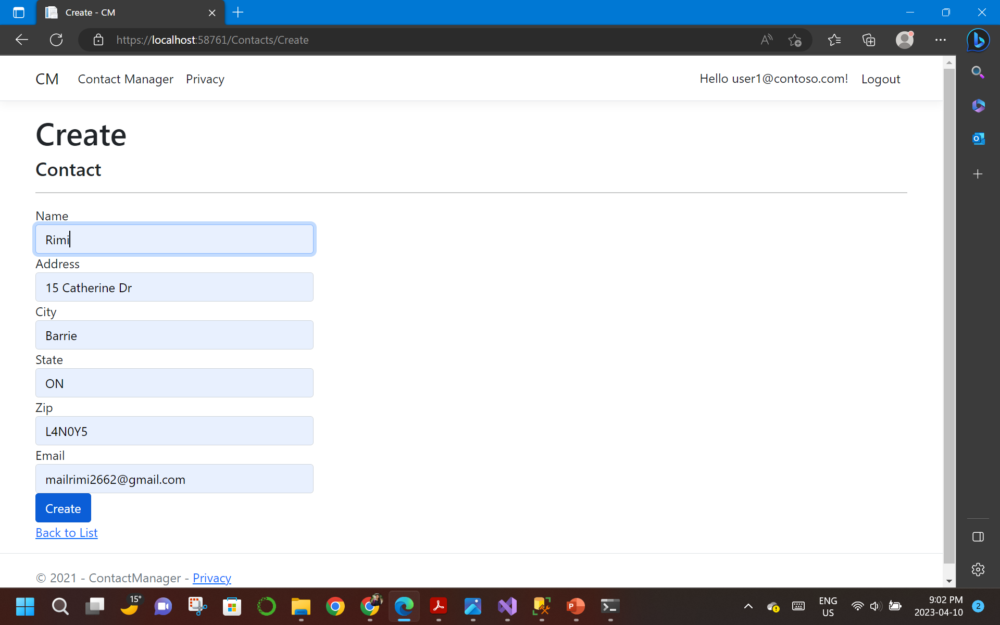 Create - CM
https://localhost:58761/Contacts/Create
CM Contact Manager Privacy Hello user1@contoso.com! Logout
Create
Contact
Name
Rimi
Address
15 Catherine Dr
City
Barrie
State
ON
Zip
L4N0Y5
Email
mailrimi2662@gmail.com
Create
Back to List
© 2021 - ContactManager - Privacy
15°
ENG
US
9:02 PM
2023-04-10
2